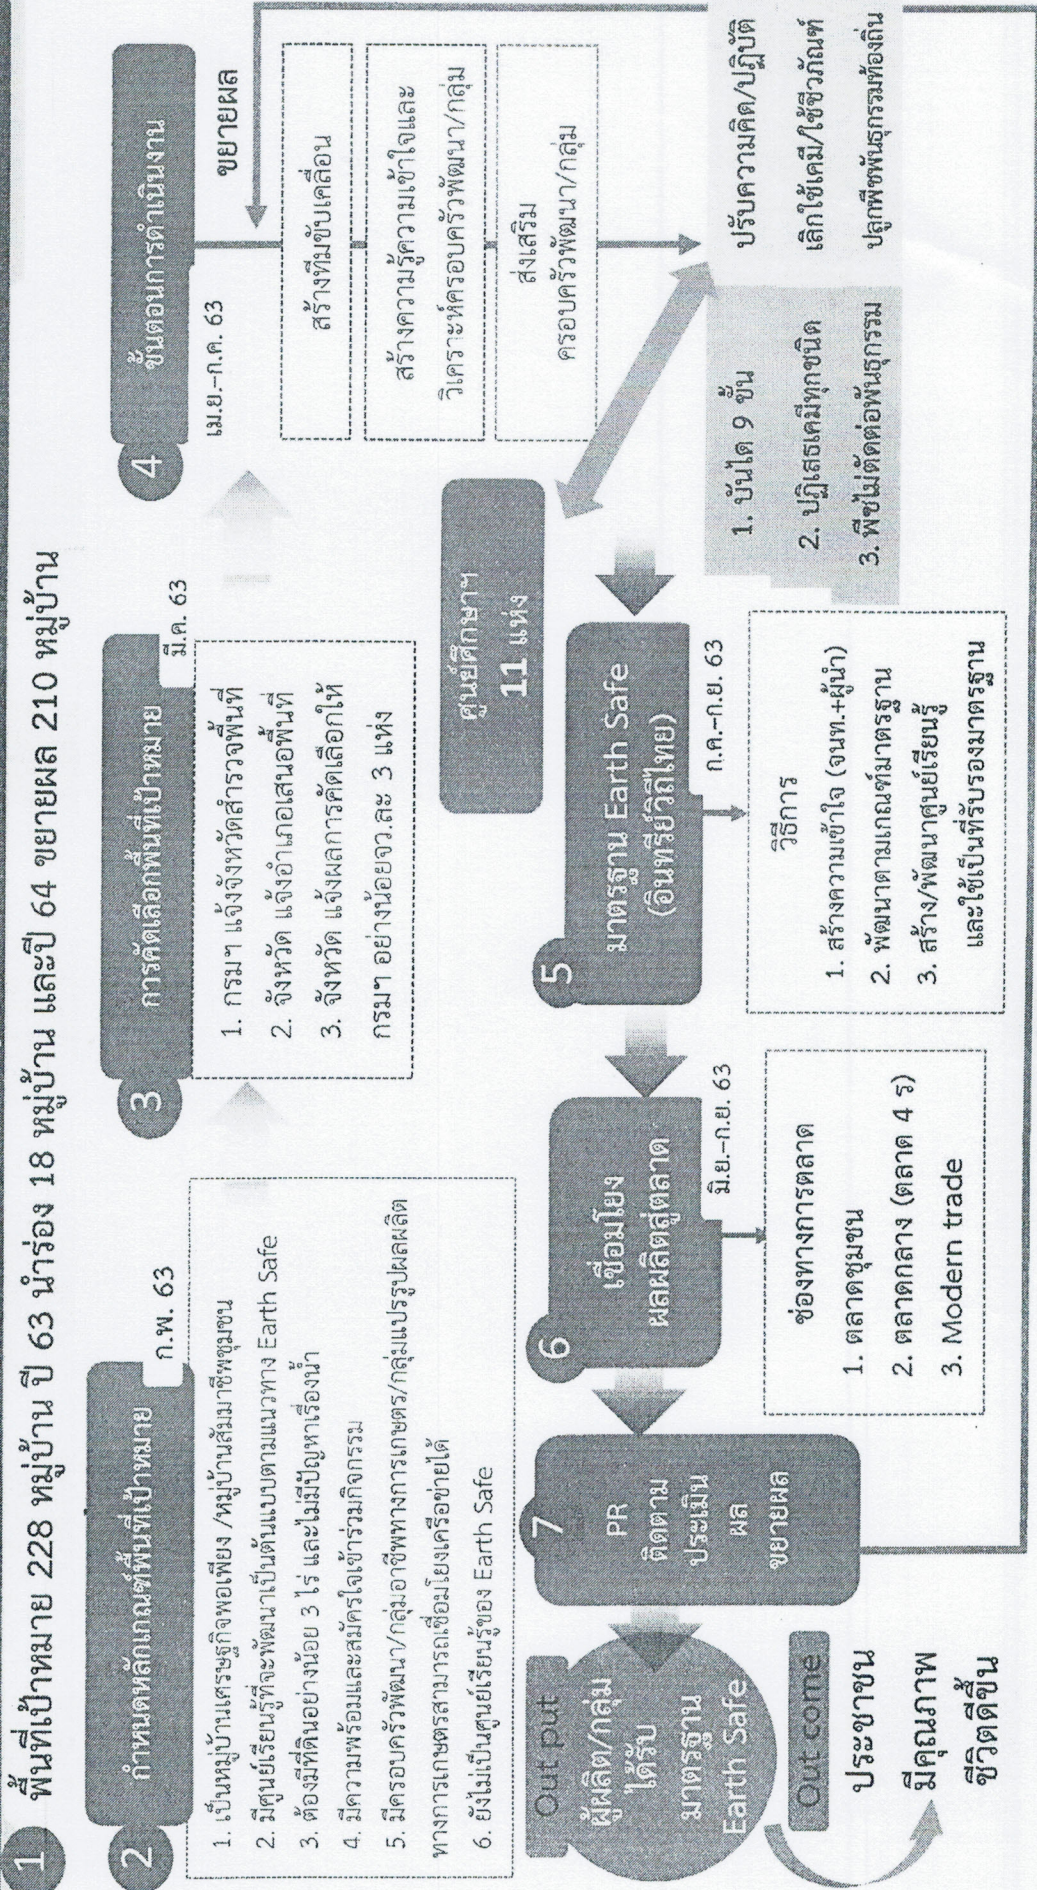 1 พื้นที่เป้าหมาย 228 หมู่บ้าน ปี 63 นำร่อง 18 หมู่บ้าน และปี 64 ขยายผล 210 หมู่บ้าน
2
กำหนดหลักเกณฑ์พื้นที่เป้าหมาย
ก.พ. 63
1. เป็นหมู่บ้านเศรษฐกิจพอเพียง /หมู่บ้านสัมมาชีพชุมชน
2. มีศูนย์เรียนรู้ที่จะพัฒนาเป็นต้นแบบตามแนวทาง Earth Safe
3. ต้องมีที่ดินอย่างน้อย 3 ไร่ และไม่มีปัญหาเรื่องน้ำ
4. มีความพร้อมและสมัครใจเข้าร่วมกิจกรรม
5. มีครอบครัวพัฒนา/กลุ่มอาชีพทางการเกษตร/กลุ่มแปรรูปผลผลิต
ทางการเกษตรสามารถเชื่อมโยงเครือข่ายได้
6. ยังไม่เป็นศูนย์เรียนรู้ของ Earth Safe
3
การคัดเลือกพื้นที่เป้าหมาย
มี.ค. 63
1. กรมฯ แจ้งจังหวัดสำรวจพื้นที่
2. จังหวัด แจ้งอำเภอเสนอพื้นที่
3. จังหวัด แจ้งผลการคัดเลือกให้
กรมฯ อย่างน้อยจว.ละ 3 แห่ง
4
ขั้นตอนการดำเนินงาน
เม.ย.–ก.ค. 63
ขยายผล
สร้างทีมขับเคลื่อน
สร้างความรู้ความเข้าใจและ
วิเคราะห์ครอบครัวพัฒนา/กลุ่ม
ส่งเสริม
ครอบครัวพัฒนา/กลุ่ม
ศูนย์ศึกษาฯ
11 แห่ง
1. บันได 9 ขั้น
2. ปฏิเสธเคมีทุกชนิด
3. พืชไม่ตัดต่อพันธุกรรม
ปรับความคิด/ปฏิบัติ
เลิกใช้เคมี/ใช้ชีวภัณฑ์
ปลูกพืชพันธุกรรมท้องถิ่น
5
มาตรฐาน Earth Safe
(อินทรีย์วิถีไทย)
ก.ค.–ก.ย. 63
วิธีการ
1. สร้างความเข้าใจ (จนท.+ผู้นำ)
2. พัฒนาตามเกณฑ์มาตรฐาน
3. สร้าง/พัฒนาศูนย์เรียนรู้
และใช้เป็นที่รับรองมาตรฐาน
6
เชื่อมโยง
ผลผลิตสู่ตลาด
มิ.ย.–ก.ย. 63
ช่องทางการตลาด
1. ตลาดชุมชน
2. ตลาดกลาง (ตลาด 4 ร)
3. Modern trade
7
PR
ติดตาม
ประเมิน
ผล
ขยายผล
Out put
ผู้ผลิต/กลุ่ม
ได้รับ
มาตรฐาน
Earth Safe
Out come
ประชาชน
มีคุณภาพ
ชีวิตดีขึ้น